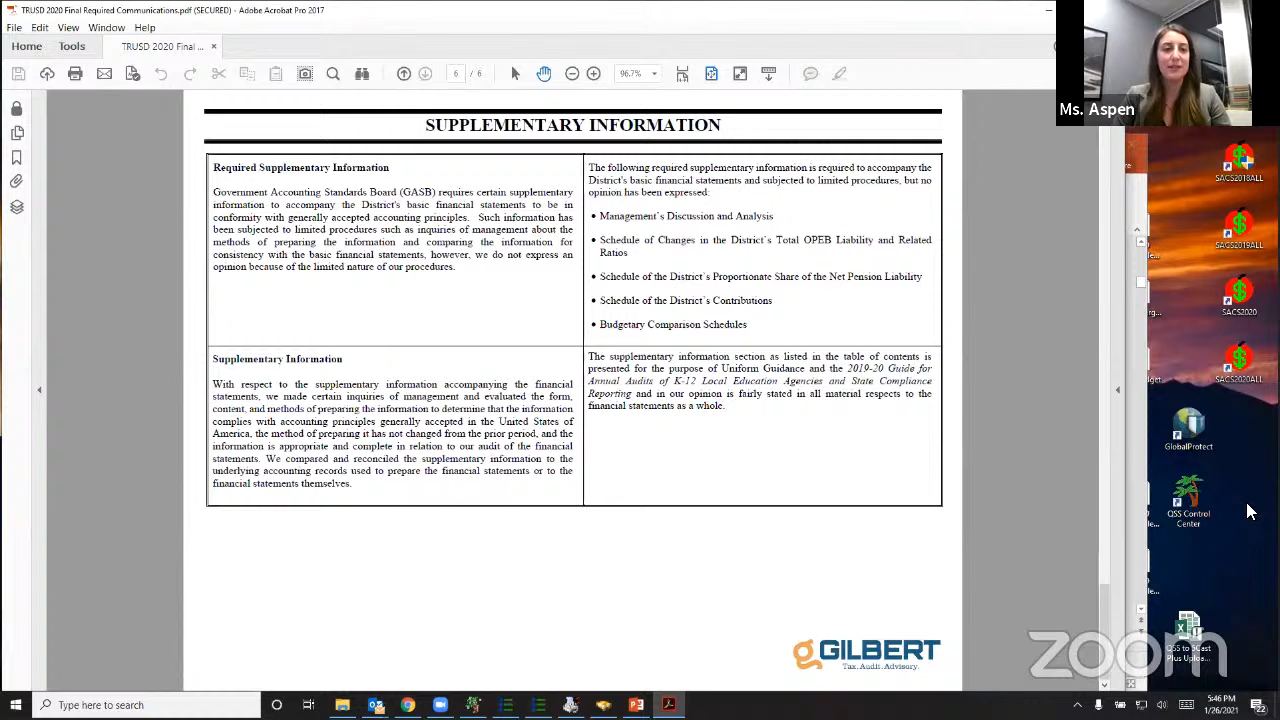 TRUSD 2020 Final Required Communications.pdf (SECURED) - Adobe Acrobat Pro 2017
File Edit View Window Help
Home Tools TRUSD 2020 Final ... ×
6 96.7%
Ms. Aspen
SUPPLEMENTARY INFORMATION
Required Supplementary Information
Government Accounting Standards Board (GASB) requires certain supplementary
information to accompany the District's basic financial statements to be in
conformity with generally accepted accounting principles. Such information has
been subjected to limited procedures such as inquiries of management about the
methods of preparing the information and comparing the information for
consistency with the basic financial statements, however, we do not express an
opinion because of the limited nature of our procedures.
The following required supplementary information is required to accompany the
District's basic financial statements and subjected to limited procedures, but no
opinion has been expressed:
• Management's Discussion and Analysis
• Schedule of Changes in the District's Total OPEB Liability and Related
Ratios
• Schedule of the District's Proportionate Share of the Net Pension Liability
• Schedule of the District's Contributions
• Budgetary Comparison Schedules
Supplementary Information
With respect to the supplementary information accompanying the financial
statements, we made certain inquiries of management and evaluated the form,
content, and methods of preparing the information to determine that the information
complies with accounting principles generally accepted in the United States of
America, the method of preparing it has not changed from the prior period, and the
information is appropriate and complete in relation to our audit of the financial
statements. We compared and reconciled the supplementary information to the
underlying accounting records used to prepare the financial statements or to the
financial statements themselves.
The supplementary information section as listed in the table of contents is
presented for the purpose of Uniform Guidance and the 2019-20 Guide for
Annual Audits of K-12 Local Education Agencies and State Compliance
Reporting and in our opinion is fairly stated in all material respects to the
financial statements as a whole.
GILBERT
Tax. Audit. Advisory.
SACS2018ALL
SACS2019ALL
SACS2020
SACS2020ALL
GlobalProtect
QSS Control
Center
QSS to SCast
Plus Uploa...
zoom
Type here to search
5:46 PM
1/26/2021
22